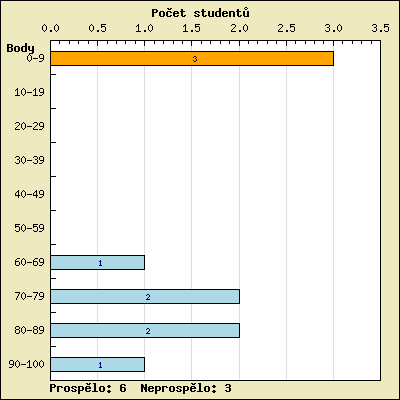 Počet studentů
0.0 0.5 1.0 1.5 2.0 2.5 3.0 3.5
Body
0-9 3
10-19
20-29
30-39
40-49
50-59
60-69 1
70-79 2
80-89 2
90-100 1
Prospělo: 6 Neprospělo: 3